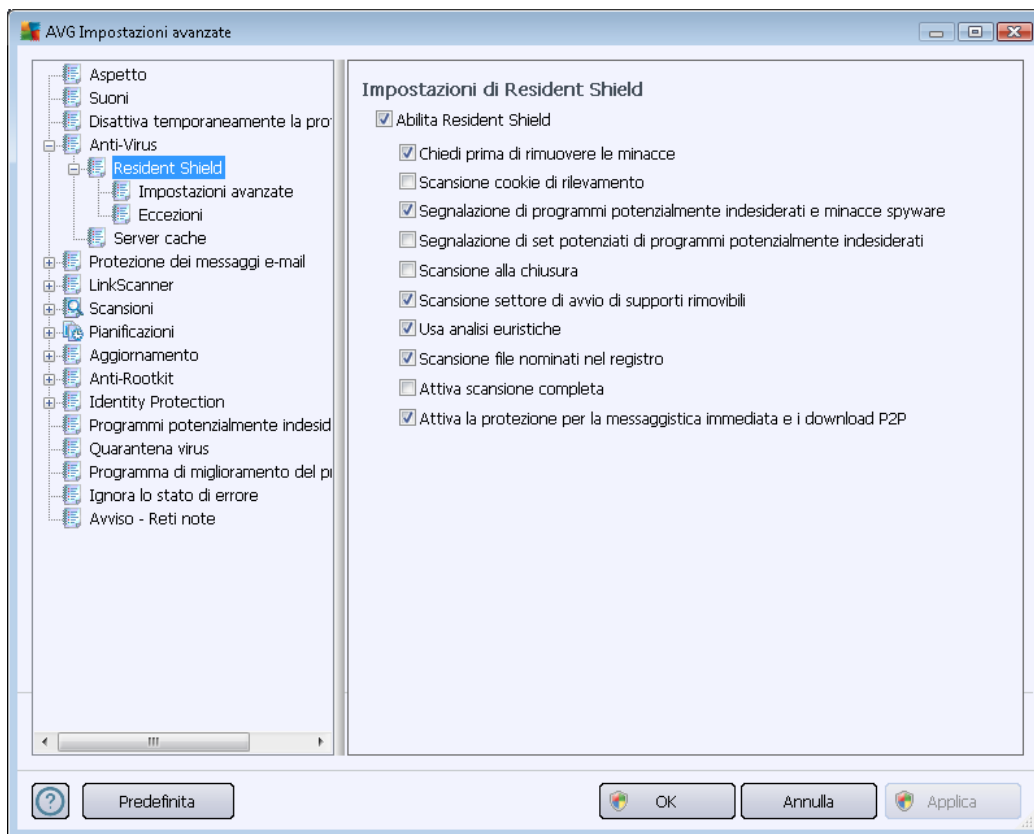 AVG Impostazioni avanzate
Aspetto
Suoni
Disattiva temporaneamente la pro
Anti-Virus
Resident Shield
Impostazioni avanzate
Eccezioni
Server cache
Protezione dei messaggi e-mail
LinkScanner
Scansioni
Pianificazioni
Aggiornamento
Anti-Rootkit
Identity Protection
Programmi potenzialmente indesid
Quarantena virus
Programma di miglioramento del pr
Ignora lo stato di errore
Avviso - Reti note
Impostazioni di Resident Shield
Abilita Resident Shield
Chiedi prima di rimuovere le minacce
Scansione cookie di rilevamento
Segnalazione di programmi potenzialmente indesiderati e minacce spyware
Segnalazione di set potenziati di programmi potenzialmente indesiderati
Scansione alla chiusura
Scansione settore di avvio di supporti rimovibili
Usa analisi euristiche
Scansione file nominati nel registro
Attiva scansione completa
Attiva la protezione per la messaggistica immediata e i download P2P
Predefinita
OK
Annulla
Applica